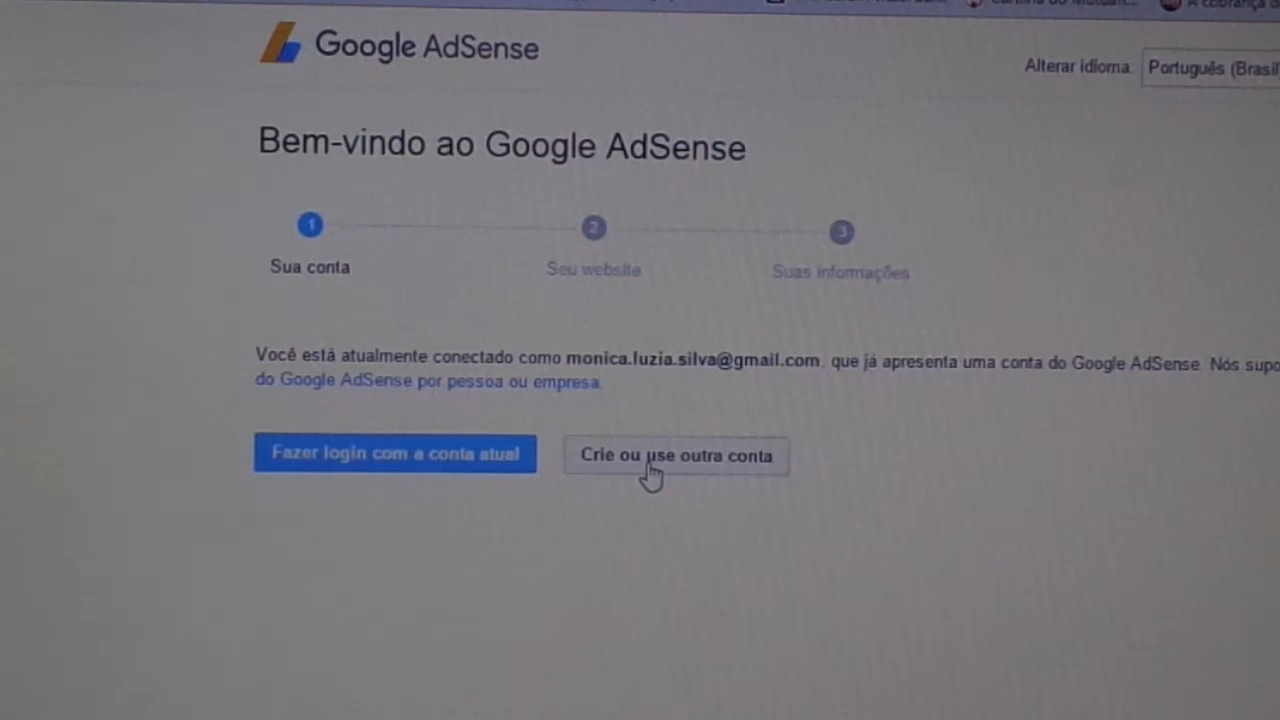 Google AdSense
Alterar idioma: Português (Brasil
Bem-vindo ao Google AdSense
1
2
3
Sua conta
Seu website
Suas informações
Você está atualmente conectado como monica.luzia.silva@gmail.com, que já apresenta uma conta do Google AdSense. Nós supo
do Google AdSense por pessoa ou empresa.
Fazer login com a conta atual
Crie ou use outra conta